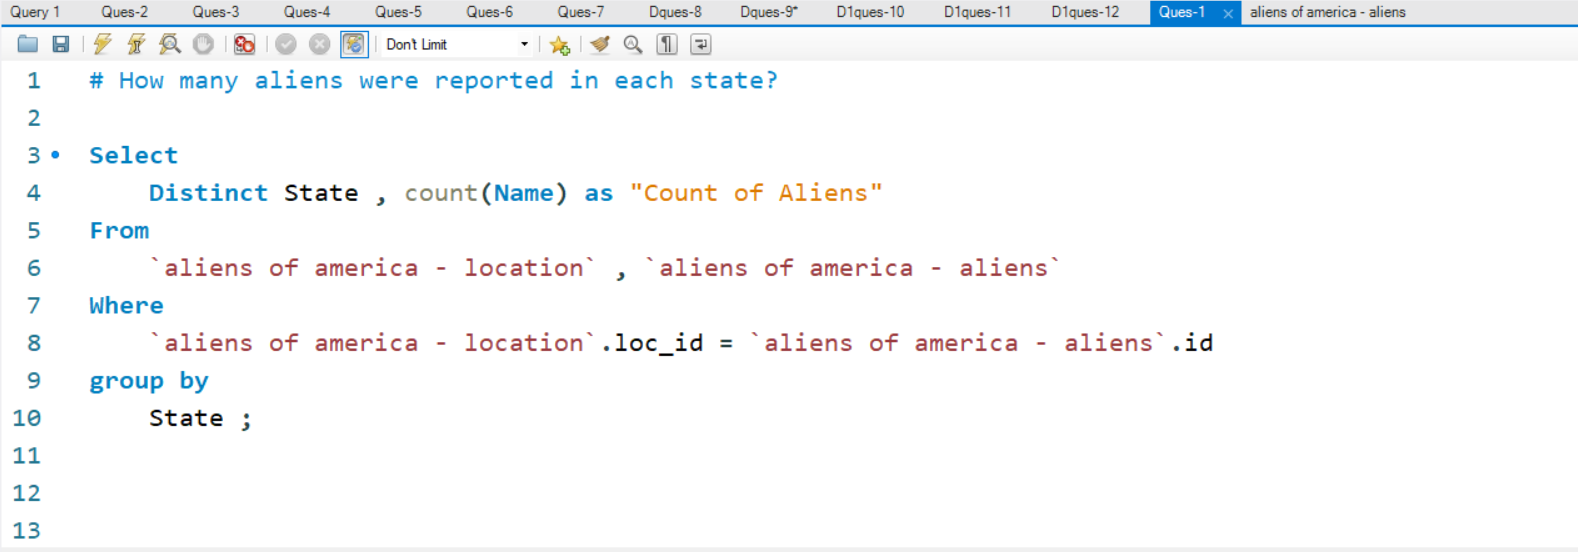 Query 1 Ques-2 Ques-3 Ques-4 Ques-5 Ques-6 Ques-7 Dques-8 Dques-9* D1ques-10 D1ques-11 D1ques-12 Ques-1 aliens of america - aliens
Don't Limit
1 # How many aliens were reported in each state?
2
3 Select
4 Distinct State , count(Name) as "Count of Aliens"
5 From
6 `aliens of america - location` , `aliens of america - aliens`
7 Where
8 `aliens of america - location`.loc_id = `aliens of america - aliens`.id
9 group by
10 State ;
11
12
13